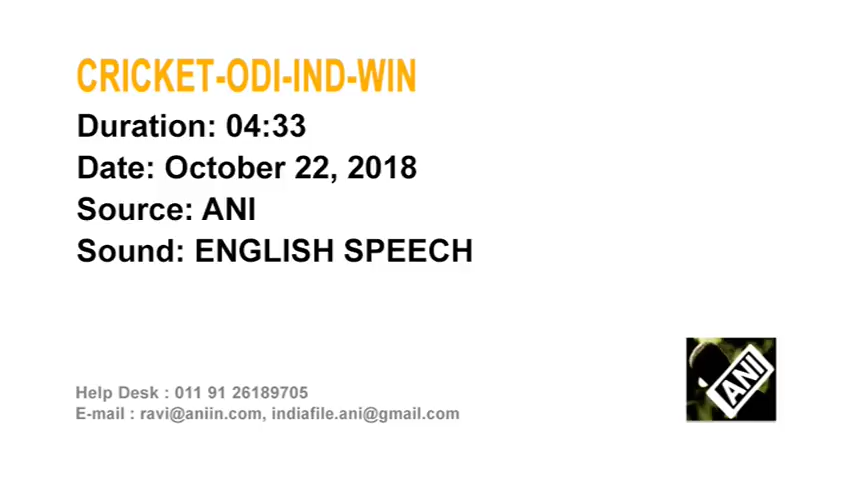 CRICKET-ODI-IND-WIN
Duration: 04:33
Date: October 22, 2018
Source: ANI
Sound: ENGLISH SPEECH
Help Desk : 011 91 26189705
E-mail : ravi@aniin.com, indiafile.ani@gmail.com
ANI